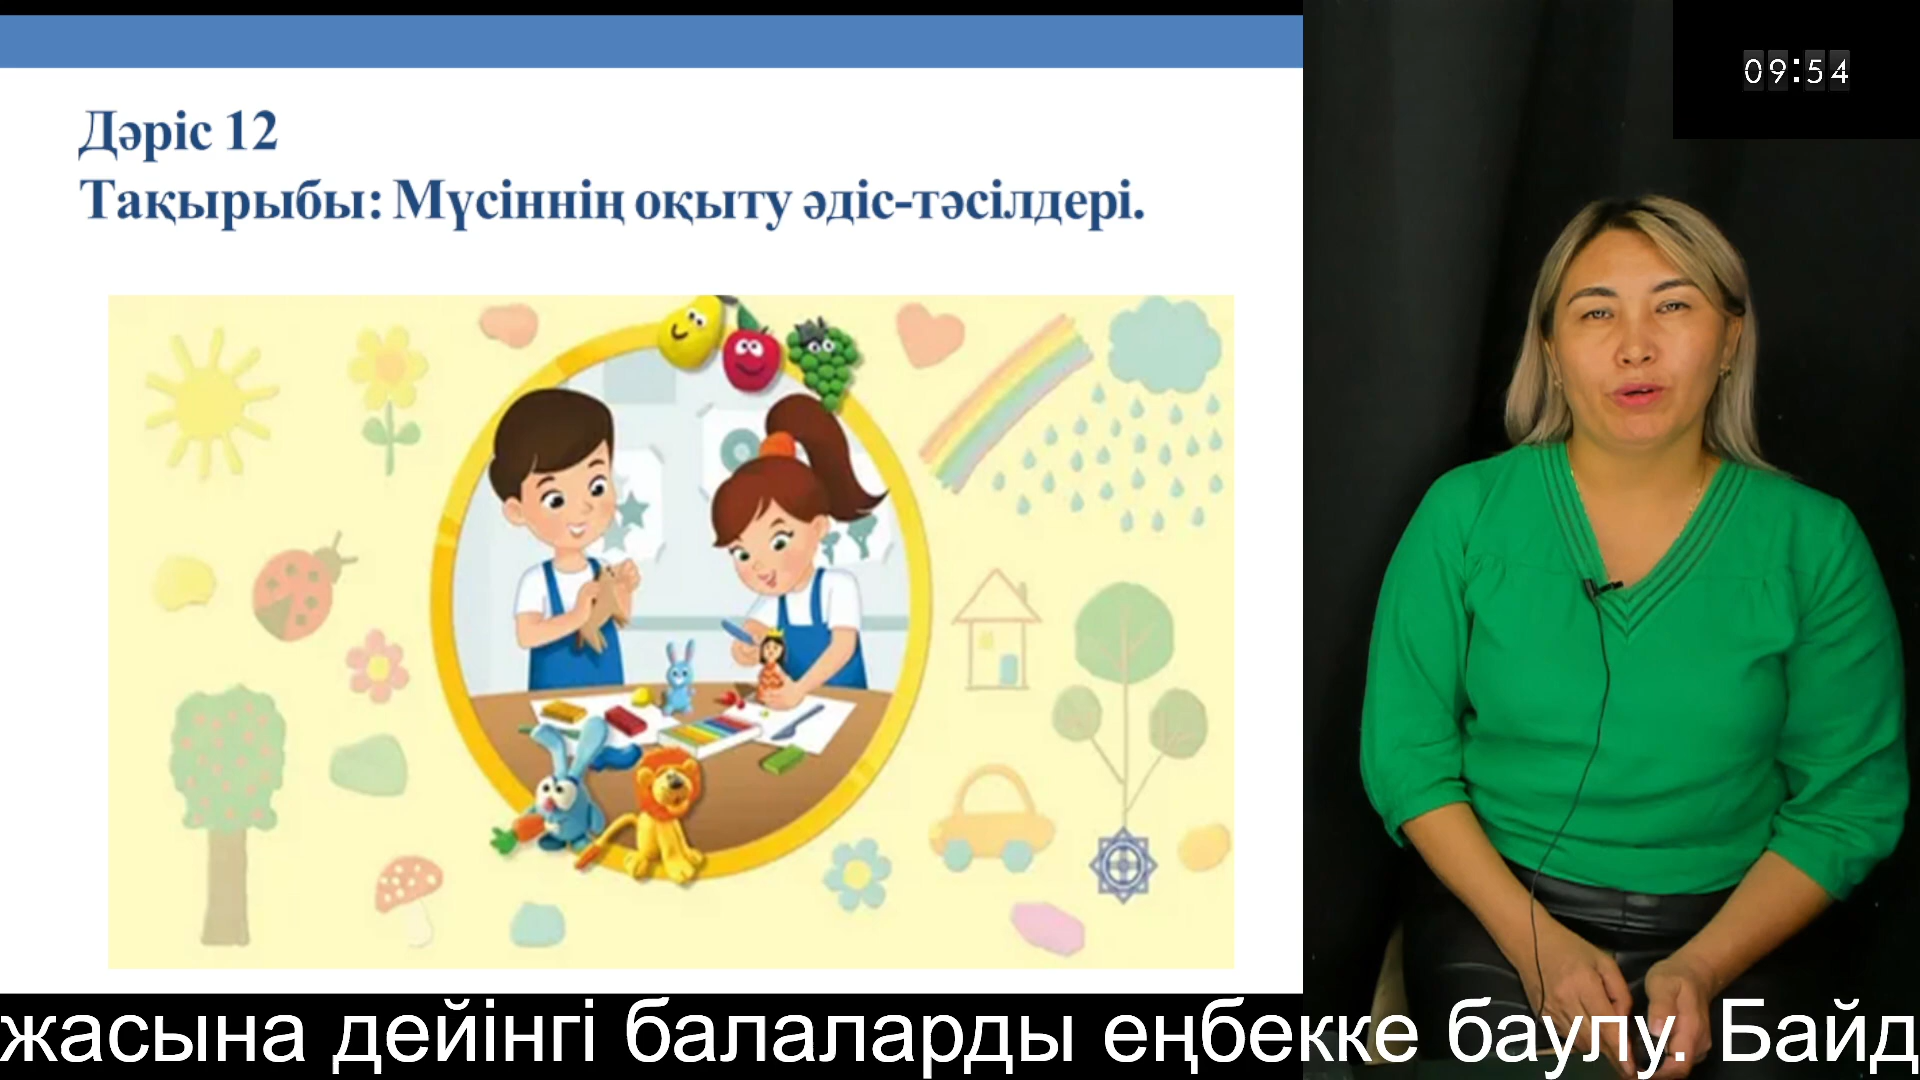 Дәріс 12
Тақырыбы: Мүсіннің оқыту әдіс-тәсілдері.
09:54
жасына дейінгі балаларды еңбекке баулу. Байд